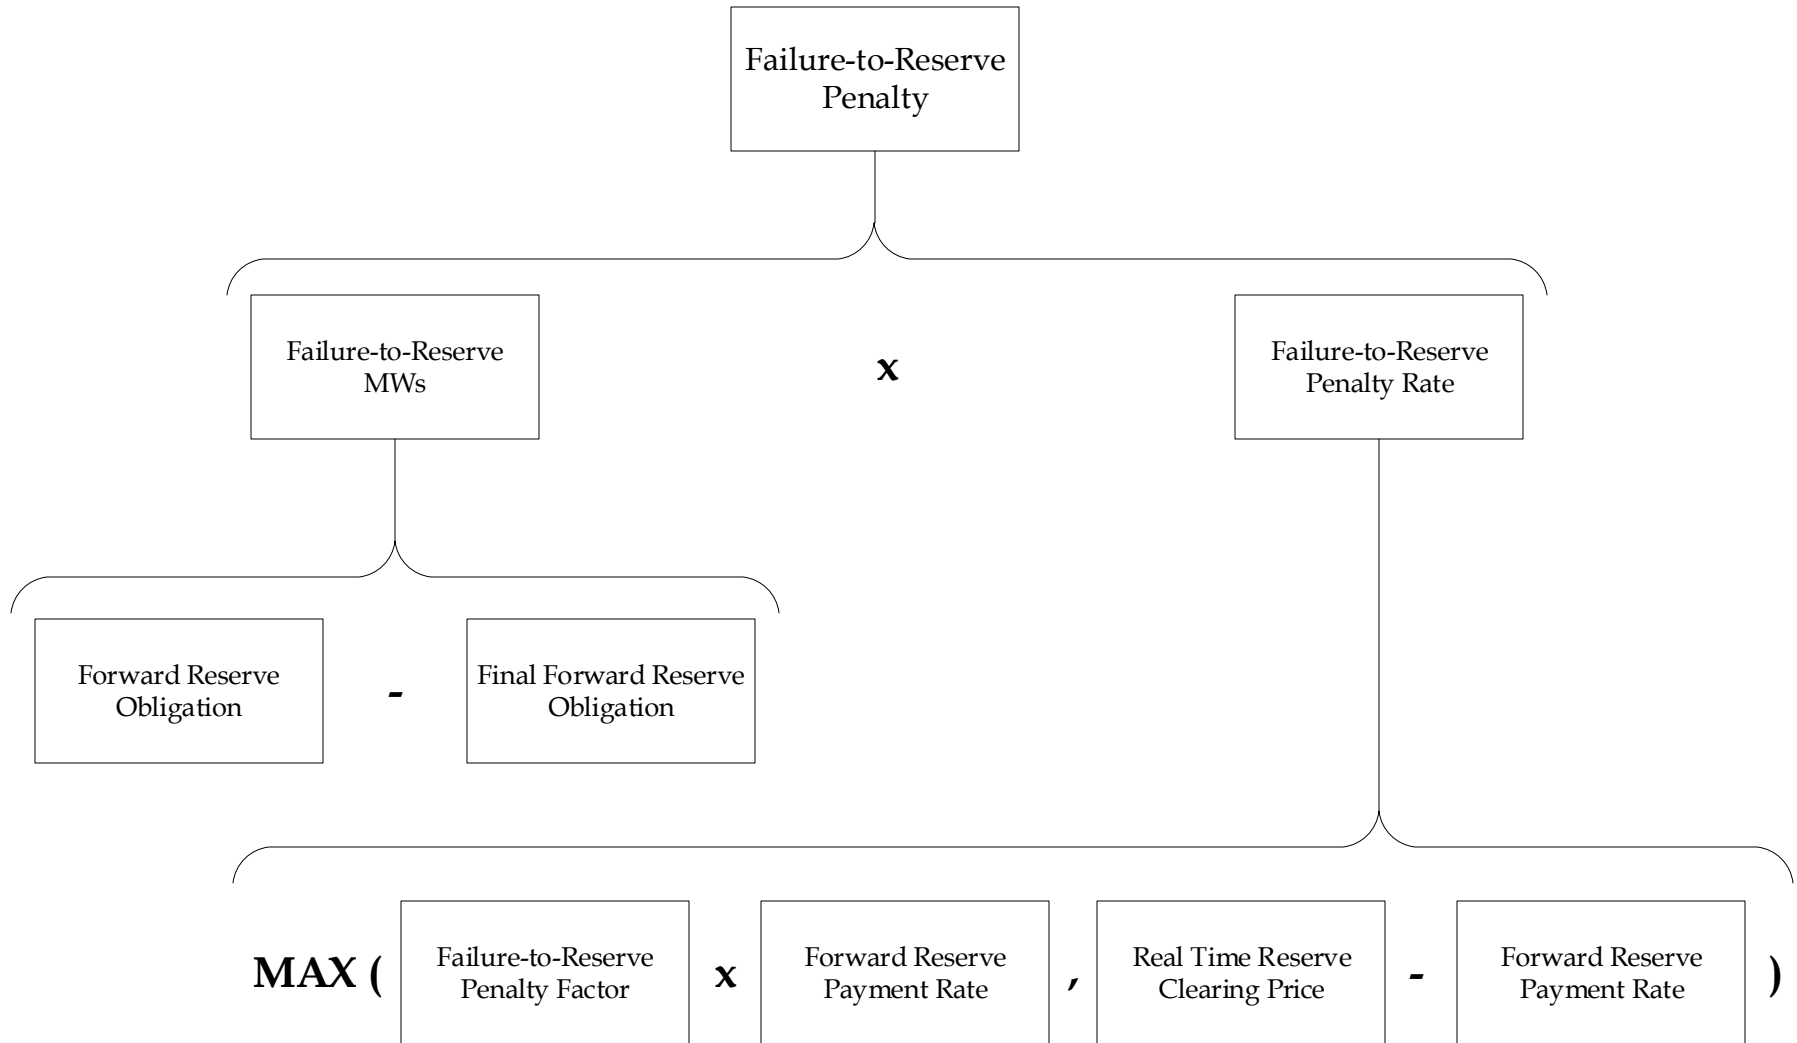 Failure-to-Reserve
Penalty
Failure-to-Reserve
MWs
x
Failure-to-Reserve
Penalty Rate
Forward Reserve
Obligation
-
Final Forward Reserve
Obligation
MAX (
Failure-to-Reserve
Penalty Factor
x
Forward Reserve
Payment Rate
,
Real Time Reserve
Clearing Price
-
Forward Reserve
Payment Rate
)